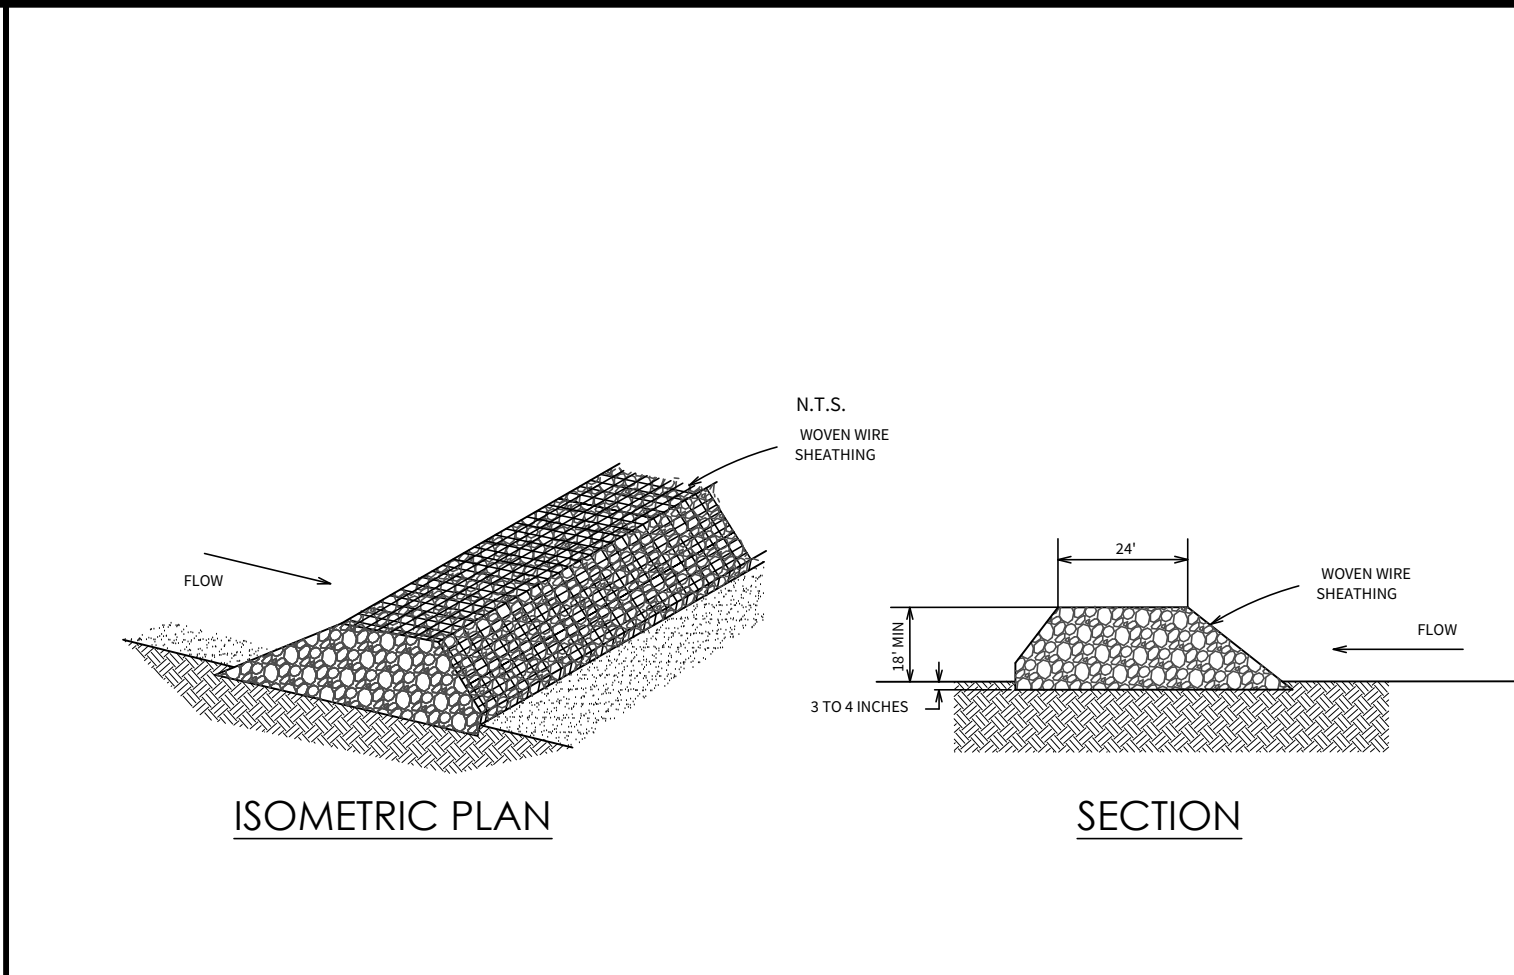 N.T.S.
WOVEN WIRE
SHEATHING
FLOW
ISOMETRIC PLAN
24'
WOVEN WIRE
SHEATHING
FLOW
18' MIN
3 TO 4 INCHES
SECTION